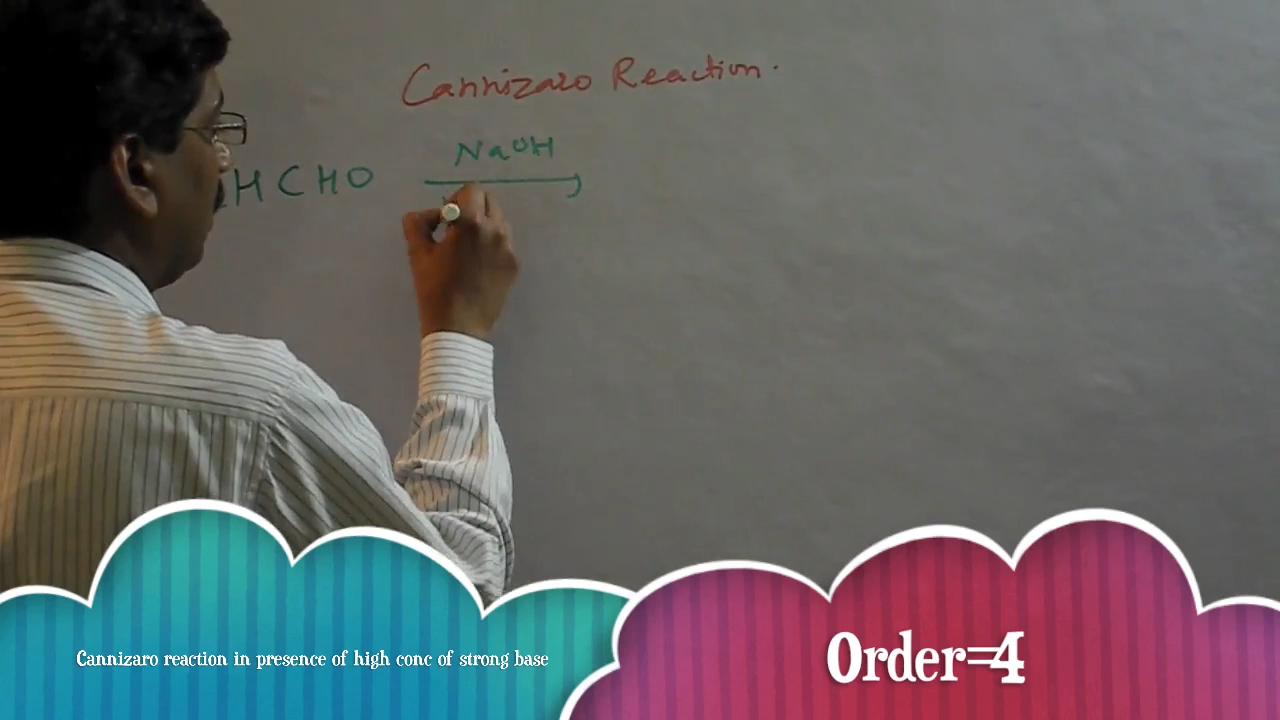 Cannizaro Reaction.
NaOH
HCHO
Cannizaro reaction in presence of high conc of strong base
Order=4